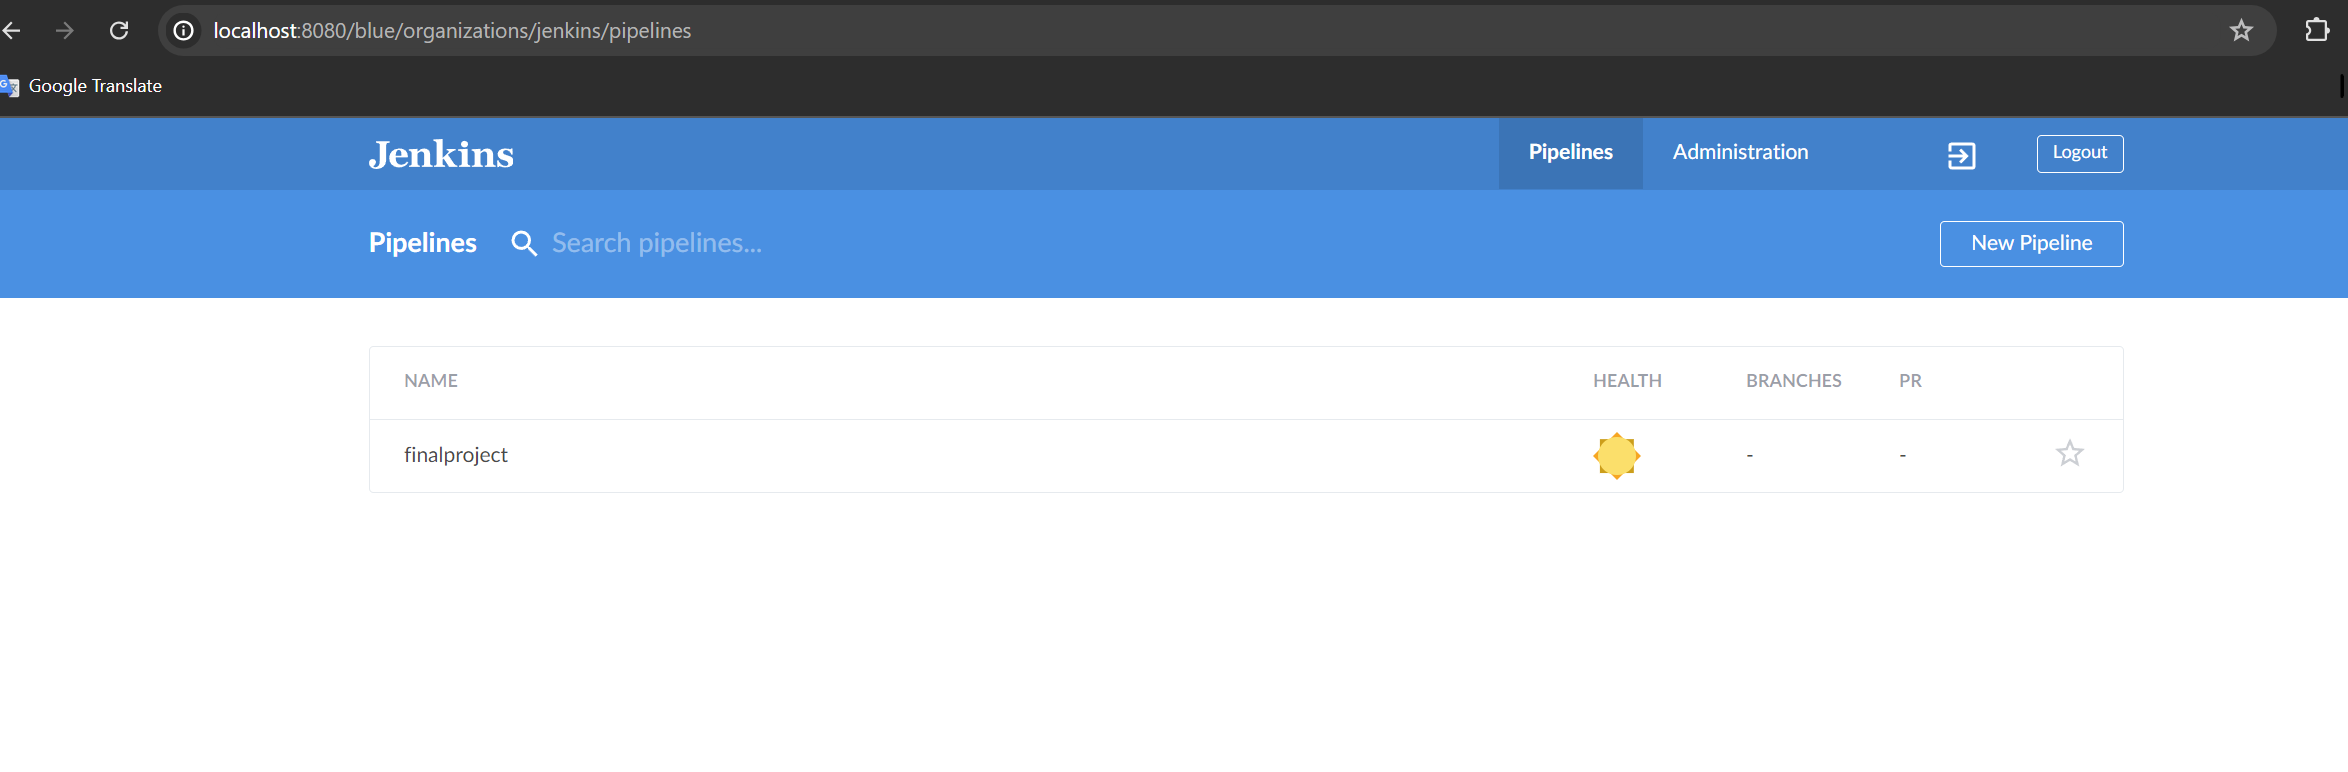 localhost:8080/blue/organizations/jenkins/pipelines
Google Translate
Jenkins
Pipelines
Administration
Logout
Pipelines
Search pipelines...
New Pipeline
NAME
HEALTH
BRANCHES
PR
finalproject
-
-